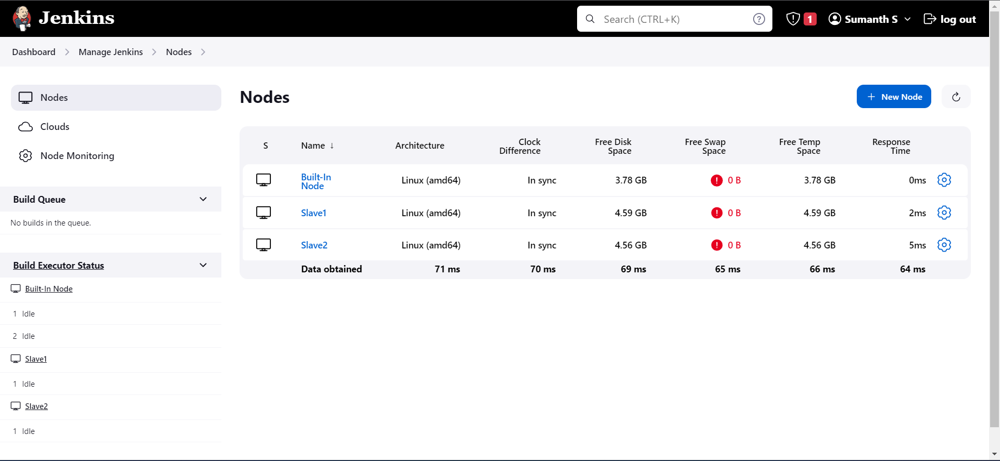 Jenkins
Search (CTRL+K)
?
1
Sumanth S
log out
Dashboard
Manage Jenkins
Nodes
Nodes
Clouds
Node Monitoring
Build Queue
No builds in the queue.
Build Executor Status
Built-In Node
1 Idle
2 Idle
Slave1
1 Idle
Slave2
1 Idle
Nodes
+ New Node
S Name ↓ Architecture Clock Difference Free Disk Space Free Swap Space Free Temp Space Response Time
Built-In Node Linux (amd64) In sync 3.78 GB ! 0 B 3.78 GB 0ms
Slave1 Linux (amd64) In sync 4.59 GB ! 0 B 4.59 GB 2ms
Slave2 Linux (amd64) In sync 4.56 GB ! 0 B 4.56 GB 5ms
Data obtained 71 ms 70 ms 69 ms 65 ms 66 ms 64 ms